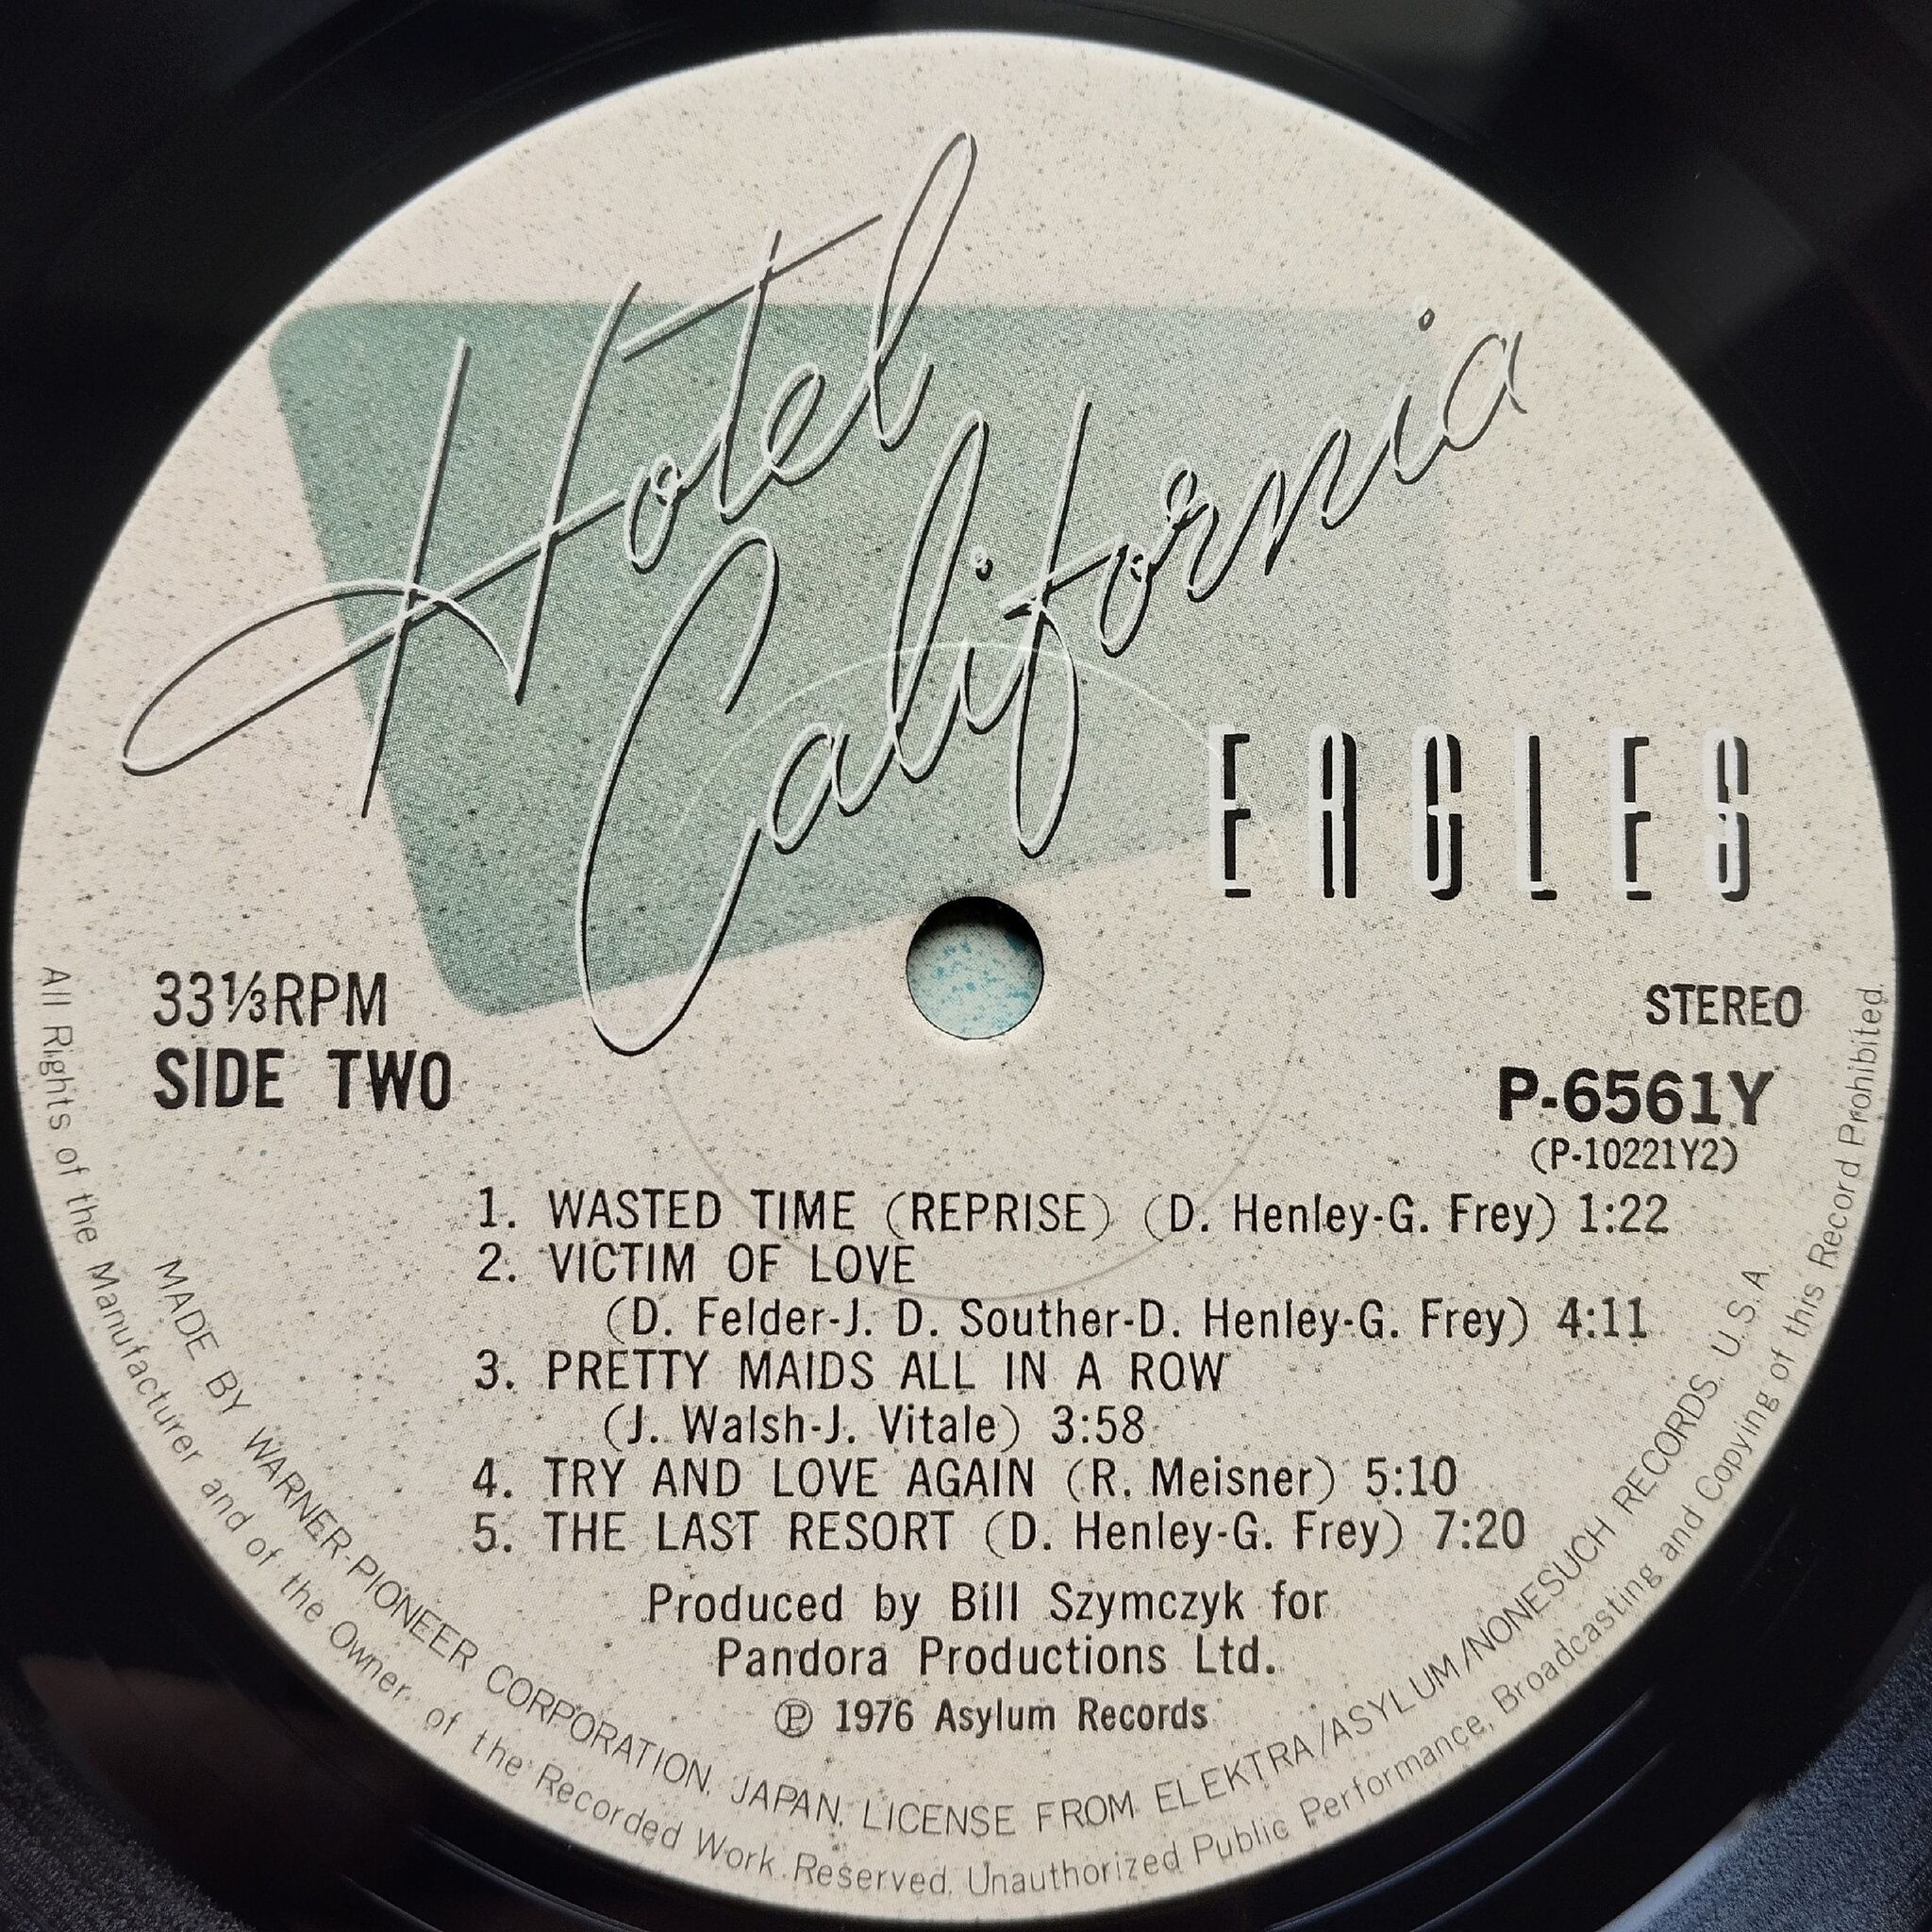 Hotel
California
EAGLES
33⅓RPM
SIDE TWO
STEREO
P-6561Y
(P-10221Y2)
1. WASTED TIME (REPRISE) (D. Henley-G. Frey) 1:22
2. VICTIM OF LOVE
(D. Felder-J. D. Souther-D. Henley-G. Frey) 4:11
3. PRETTY MAIDS ALL IN A ROW
(J. Walsh-J. Vitale) 3:58
4. TRY AND LOVE AGAIN (R. Meisner) 5:10
5. THE LAST RESORT (D. Henley-G. Frey) 7:20
Produced by Bill Szymczyk for
Pandora Productions Ltd.
℗ 1976 Asylum Records
MADE BY WARNER-PIONEER CORPORATION, JAPAN. LICENSE FROM ELEKTRA/ASYLUM/NONESUCH RECORDS, U.S.A.
All Rights of the Manufacturer and of the Owner of the Recorded Work Reserved. Unauthorized Public Performance, Broadcasting and Copying of this Record Prohibited.